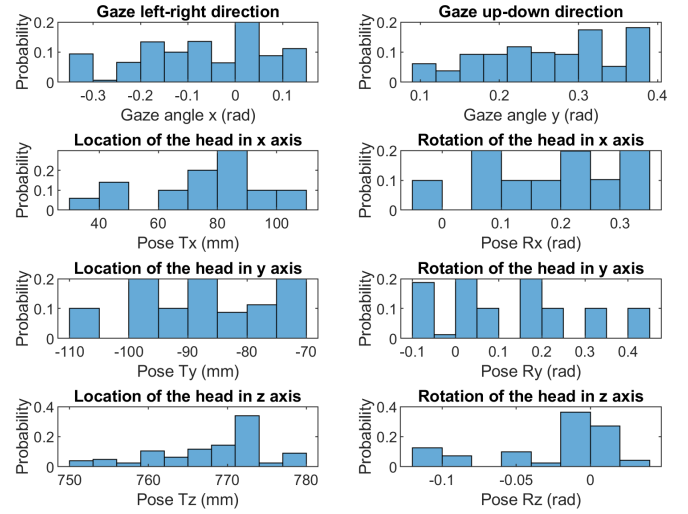 Gaze left-right direction
0.2
0.1
0
Probability
-0.3
-0.2
-0.1
0
0.1
Gaze angle x (rad)
Gaze up-down direction
0.2
0.1
0
Probability
0.1
0.2
0.3
0.4
Gaze angle y (rad)
Location of the head in x axis
0.2
0.1
Probability
40
60
80
100
Pose Tx (mm)
Rotation of the head in x axis
0.2
0.1
0
Probability
0
0.1
0.2
0.3
Pose Rx (rad)
Location of the head in y axis
0.2
0.1
0
Probability
-110
-100
-90
-80
-70
Pose Ty (mm)
Rotation of the head in y axis
0.2
0.1
0
Probability
-0.1
0
0.1
0.2
0.3
0.4
Pose Ry (rad)
Location of the head in z axis
0.4
0.2
0
Probability
750
760
770
780
Pose Tz (mm)
Rotation of the head in z axis
0.4
0.2
0
Probability
-0.1
-0.05
0
Pose Rz (rad)